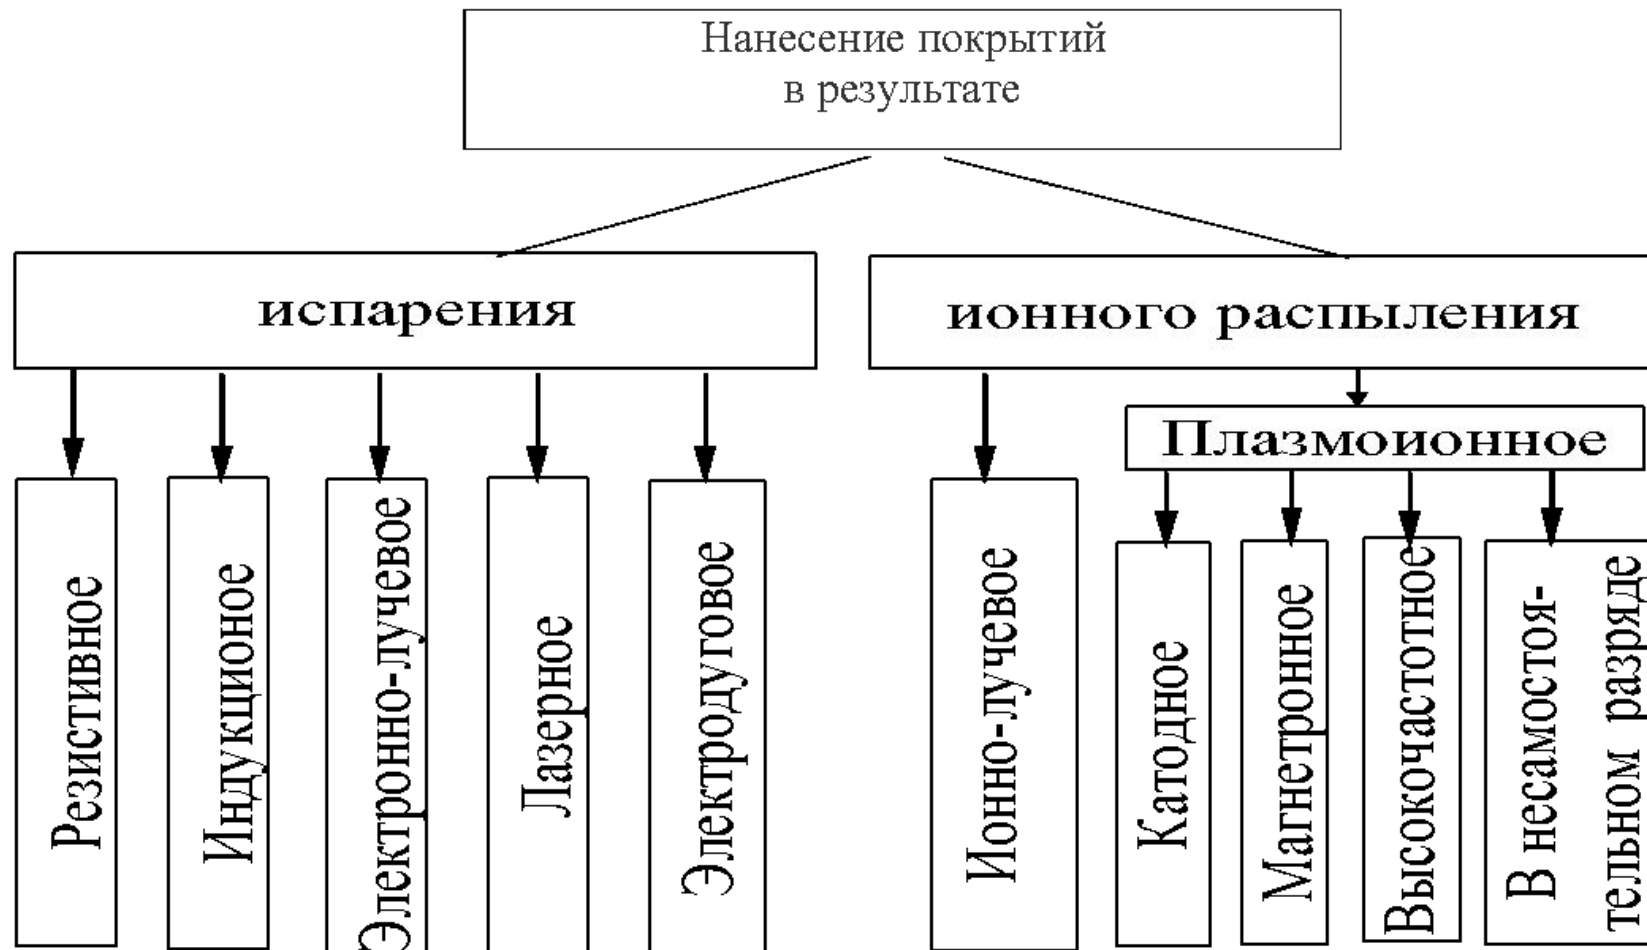 Нанесение покрытий
в результате
испарения
ионного распыления
Плазмоионное
Резистивное
Индукционое
Электронно-лучевое
Лазерное
Электродуговое
Ионно-лучевое
Катодное
Магнетронное
Высокочастотное
В несамостоя-
тельном разряде